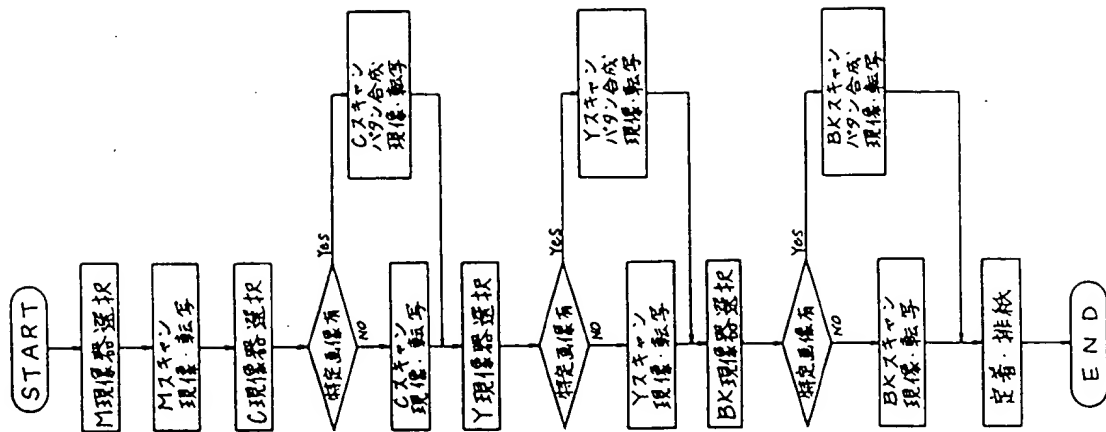 START
M現像器選択
Mスキャン
現像・転写
C現像器選択
特定画像有
Yes
NO
Cスキャン
パタン合成
現像・転写
Cスキャン
現像・転写
Y現像器選択
特定画像有
Yes
NO
Yスキャン
パタン合成
現像・転写
Yスキャン
現像・転写
BK現像器選択
特定画像有
Yes
NO
BKスキャン
パタン合成
現像・転写
BKスキャン
現像・転写
定着・排紙
END